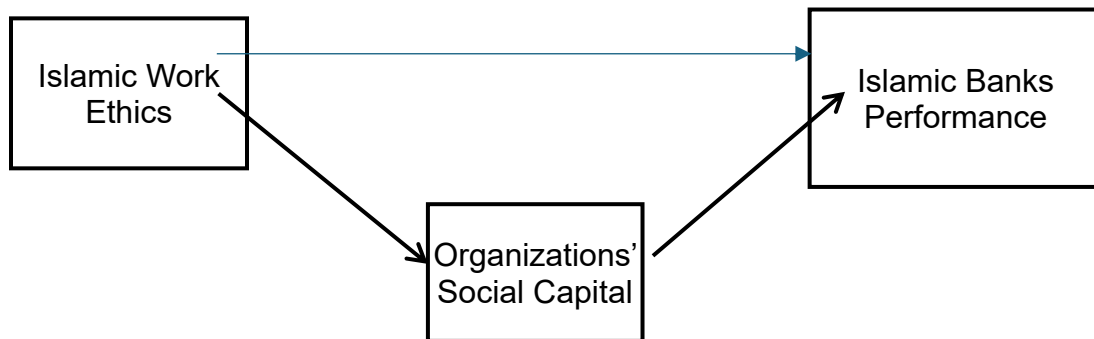 Islamic Work
Ethics
Islamic Banks
Performance
Organizations’
Social Capital